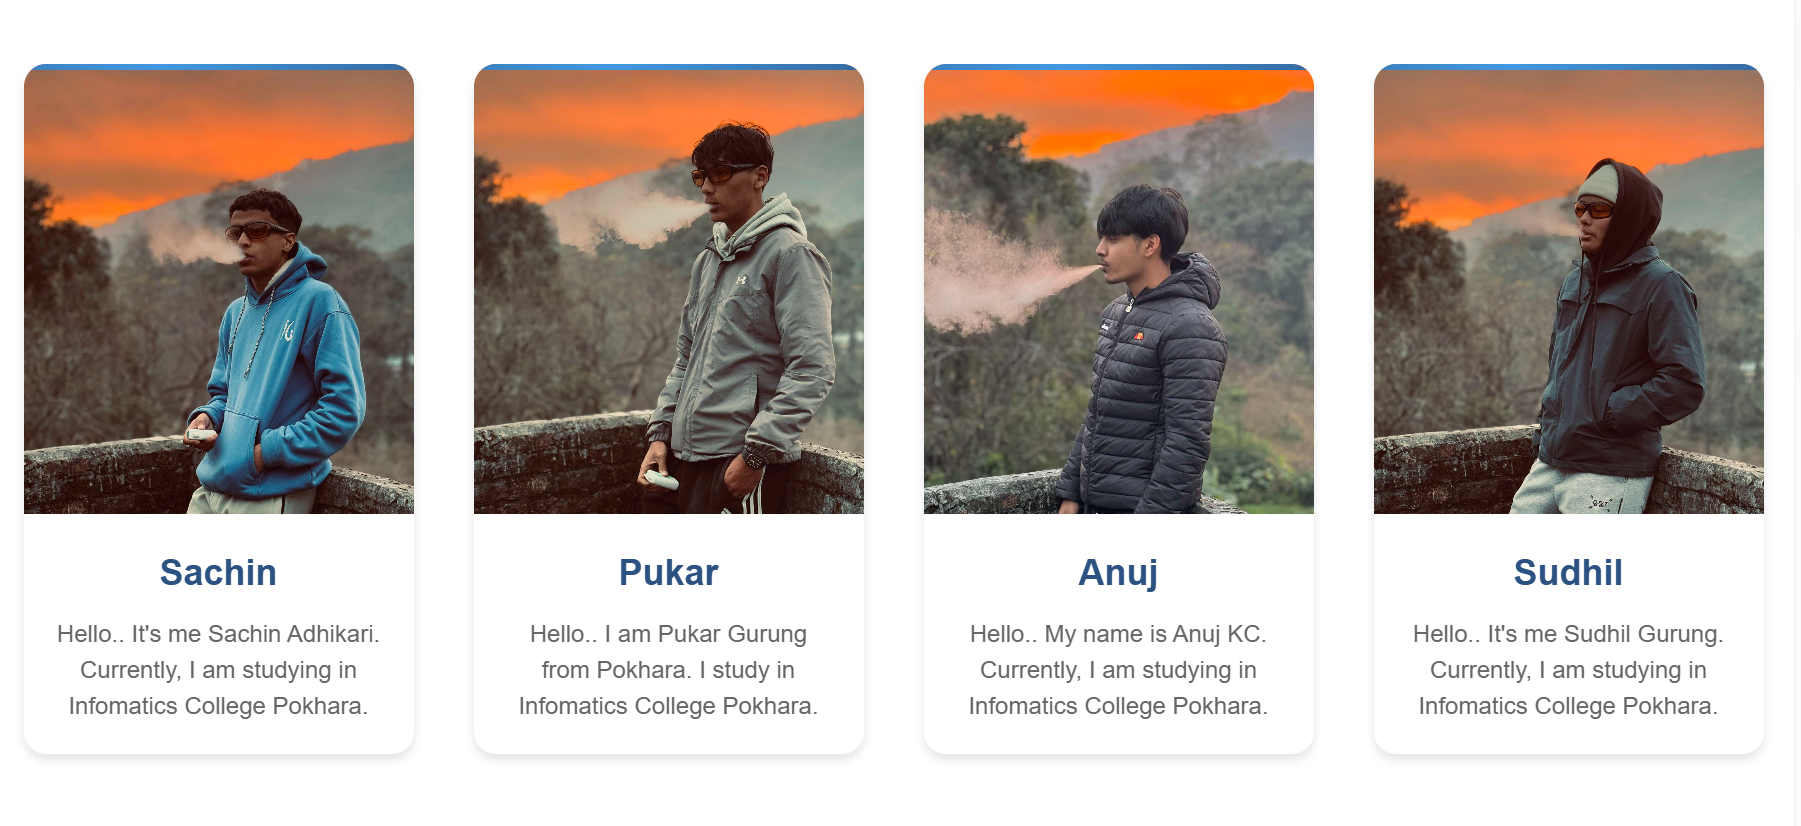 Sachin
Hello.. It's me Sachin Adhikari.
Currently, I am studying in
Infomatics College Pokhara.
Pukar
Hello.. I am Pukar Gurung
from Pokhara. I study in
Infomatics College Pokhara.
Anuj
Hello.. My name is Anuj KC.
Currently, I am studying in
Infomatics College Pokhara.
Sudhil
Hello.. It's me Sudhil Gurung.
Currently, I am studying in
Infomatics College Pokhara.